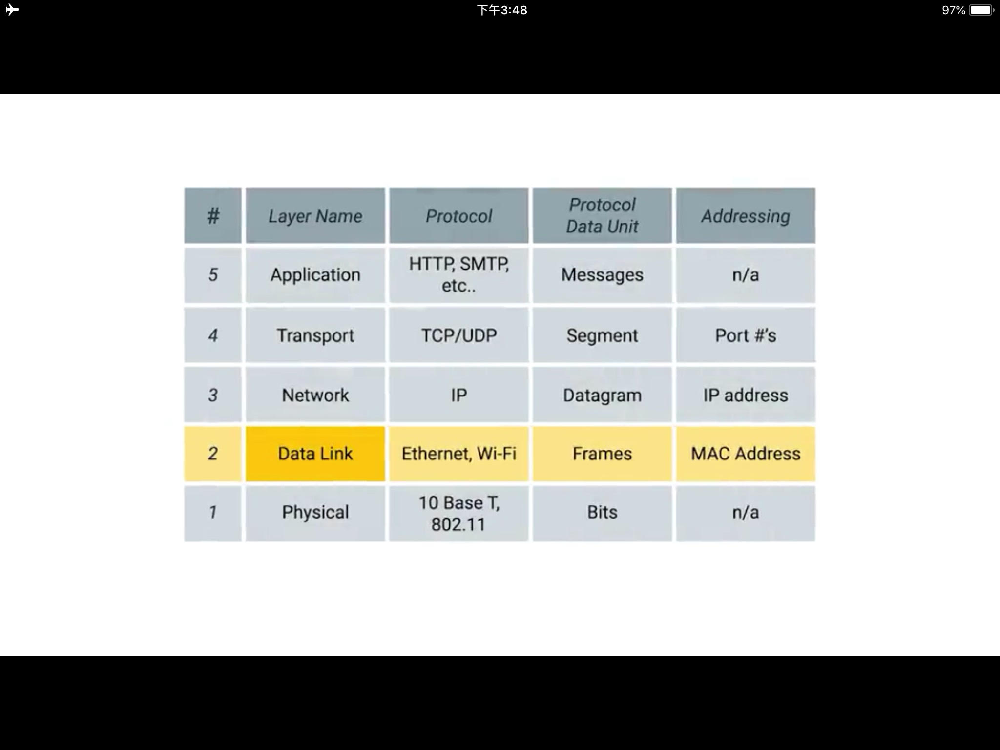 下午3:48
97%
# Layer Name Protocol Protocol Data Unit Addressing
5 Application HTTP, SMTP, etc.. Messages n/a
4 Transport TCP/UDP Segment Port #’s
3 Network IP Datagram IP address
2 Data Link Ethernet, Wi-Fi Frames MAC Address
1 Physical 10 Base T, 802.11 Bits n/a